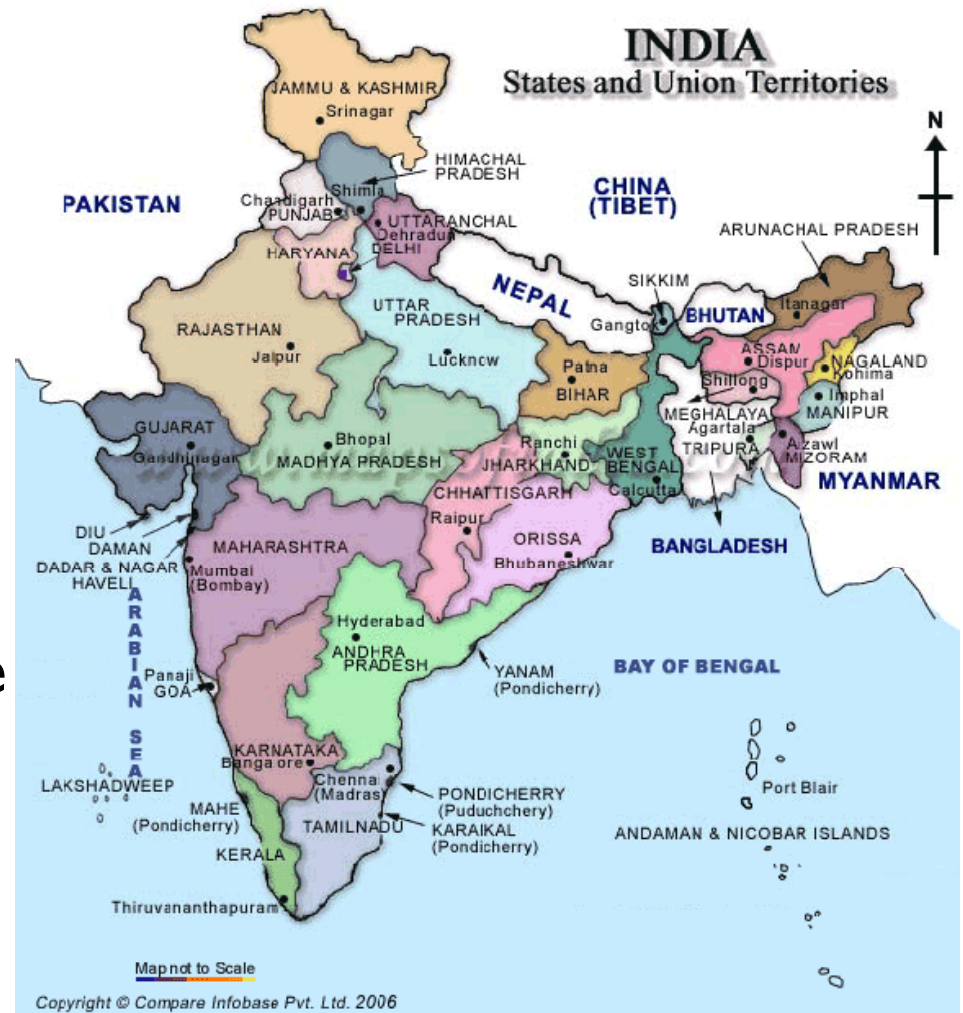 INDIA
States and Union Territories
N
JAMMU & KASHMIR
Srinagar
HIMACHAL
PRADESH
Shimla
PAKISTAN
CHINA
(TIBET)
Chandigarh
PUNJAB
UTTARANCHAL
Dehradun
HARYANA
DELHI
ARUNACHAL PRADESH
NEPAL
SIKKIM
BHUTAN
Itanagar
UTTAR
PRADESH
Gangtok
RAJASTHAN
Jaipur
Lucknow
Patna
BIHAR
ASSAM
Dispur
NAGALAND
Kohima
Shillong
Imphal
MANIPUR
MEGHALAYA
Agartala
TRIPURA
Aizawl
MIZORAM
GUJARAT
Gandhinagar
Bhopal
MADHYA PRADESH
Ranchi
JHARKHAND
WEST
BENGAL
Calcutta
MYANMAR
CHHATTISGARH
Raipur
ORISSA
Bhubaneshwar
BANGLADESH
DIU
DAMAN
DADAR & NAGAR
HAVELI
MAHARASHTRA
Mumbai
(Bombay)
ARABIAN SEA
Hyderabad
ANDHRA
PRADESH
YANAM
(Pondicherry)
BAY OF BENGAL
e
Panaji
GOA
KARNATAKA
Bangalore
LAKSHADWEEP
Chennai
(Madras)
PONDICHERRY
(Puduchchery)
Port Blair
MAHE
(Pondicherry)
TAMILNADU
KARAIKAL
(Pondicherry)
ANDAMAN & NICOBAR ISLANDS
KERALA
Thiruvananthapuram
Map not to Scale
Copyright © Compare Infobase Pvt. Ltd. 2006